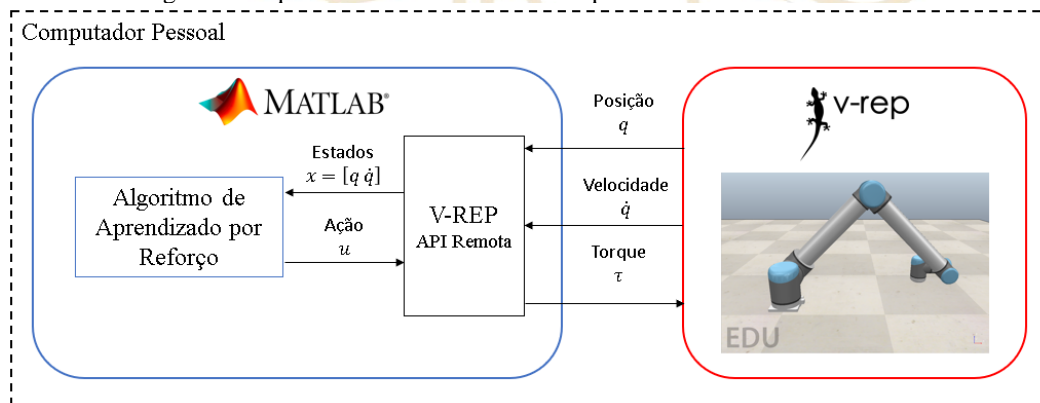 Computador Pessoal
MATLAB®
v-rep
Posição
q
Estados
x = [q q̇]
Algoritmo de
Aprendizado por
Reforço
V-REP
API Remota
Velocidade
q̇
Ação
u
Torque
τ
EDU